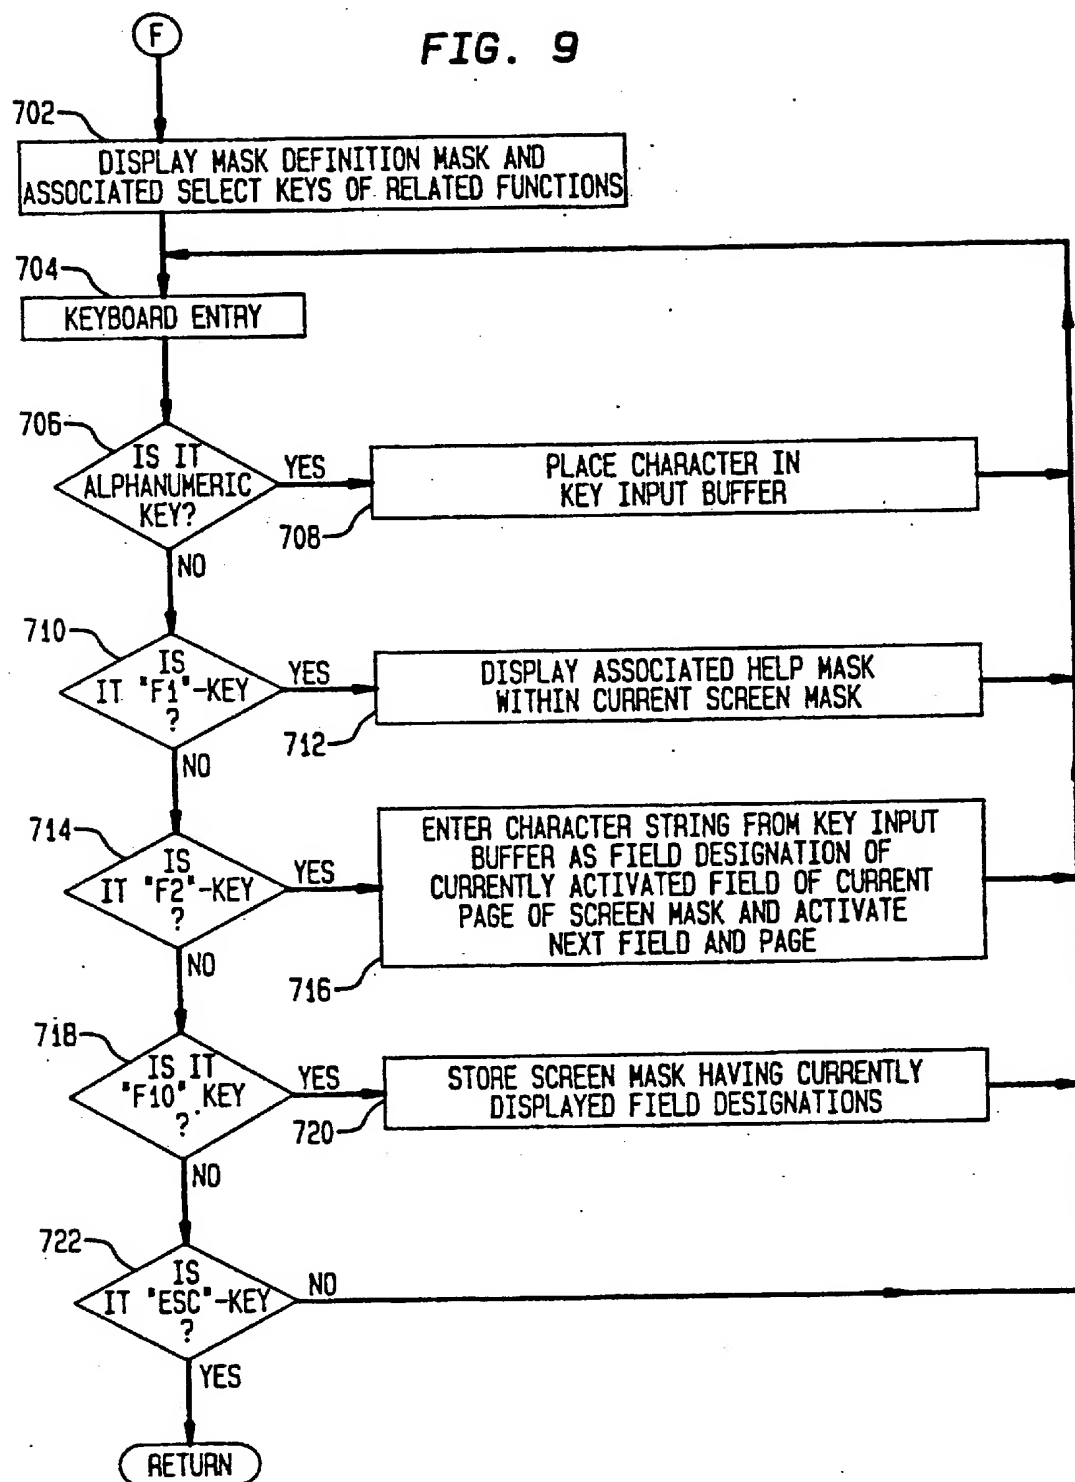 F
FIG. 9
702
DISPLAY MASK DEFINITION MASK AND
ASSOCIATED SELECT KEYS OF RELATED FUNCTIONS
704
KEYBOARD ENTRY
706
IS IT
ALPHANUMERIC
KEY?
YES
PLACE CHARACTER IN
KEY INPUT BUFFER
708
NO
710
IS
IT "F1"-KEY
?
YES
DISPLAY ASSOCIATED HELP MASK
WITHIN CURRENT SCREEN MASK
712
NO
714
IS
IT "F2"-KEY
?
YES
ENTER CHARACTER STRING FROM KEY INPUT
BUFFER AS FIELD DESIGNATION OF
CURRENTLY ACTIVATED FIELD OF CURRENT
PAGE OF SCREEN MASK AND ACTIVATE
NEXT FIELD AND PAGE
716
NO
718
IS IT
"F10" KEY
?
YES
STORE SCREEN MASK HAVING CURRENTLY
DISPLAYED FIELD DESIGNATIONS
720
NO
722
IS
IT "ESC"-KEY
?
NO
YES
RETURN